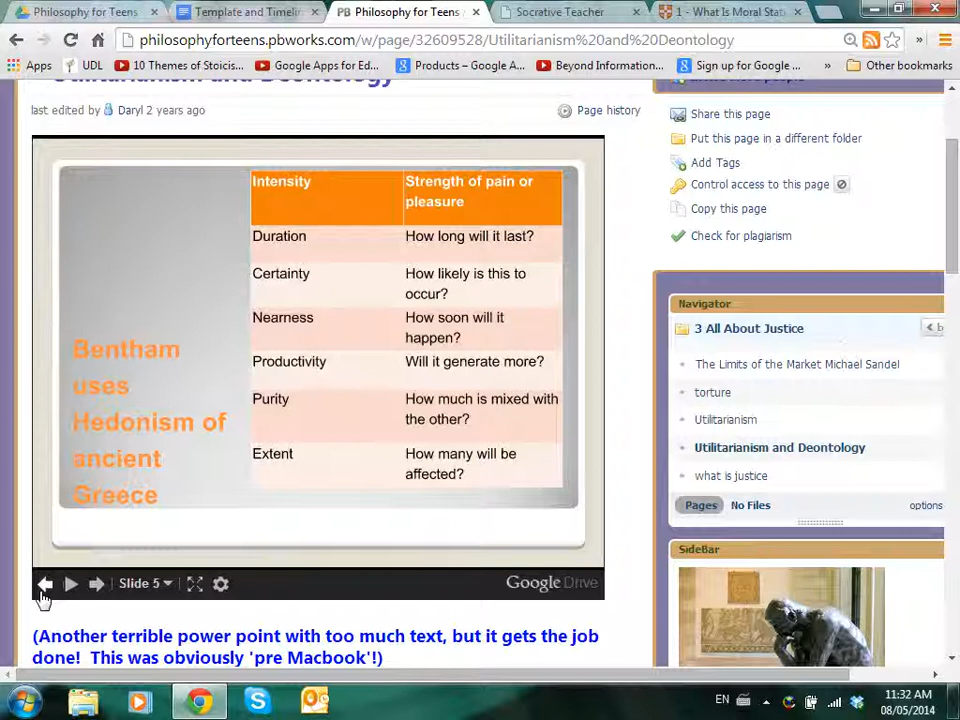 Philosophy for Teens
Template and Timelin
PB Philosophy for Teens
Socrative Teacher
1 - What Is Moral Stat
philosophyforteens.pbworks.com/w/page/32609528/Utilitarianism%20and%20Deontology
Apps
UDL
10 Themes of Stoicis...
Google Apps for Ed...
Products – Google A...
Beyond Information...
Sign up for Google ...
»
Other bookmarks
Utilitarianism and Deontology
last edited by Daryl 2 years ago
Page history
Intensity
Strength of pain or
pleasure
Duration
How long will it last?
Certainty
How likely is this to
occur?
Nearness
How soon will it
happen?
Productivity
Will it generate more?
Purity
How much is mixed with
the other?
Extent
How many will be
affected?
Bentham
uses
Hedonism of
ancient
Greece
Slide 5
Google Drive
(Another terrible power point with too much text, but it gets the job
done! This was obviously 'pre Macbook'!)
Share this page
Put this page in a different folder
Add Tags
Control access to this page
Copy this page
Check for plagiarism
Navigator
3 All About Justice
b
The Limits of the Market Michael Sandel
torture
Utilitarianism
Utilitarianism and Deontology
what is justice
Pages
No Files
options
SideBar
EN
11:32 AM
08/05/2014